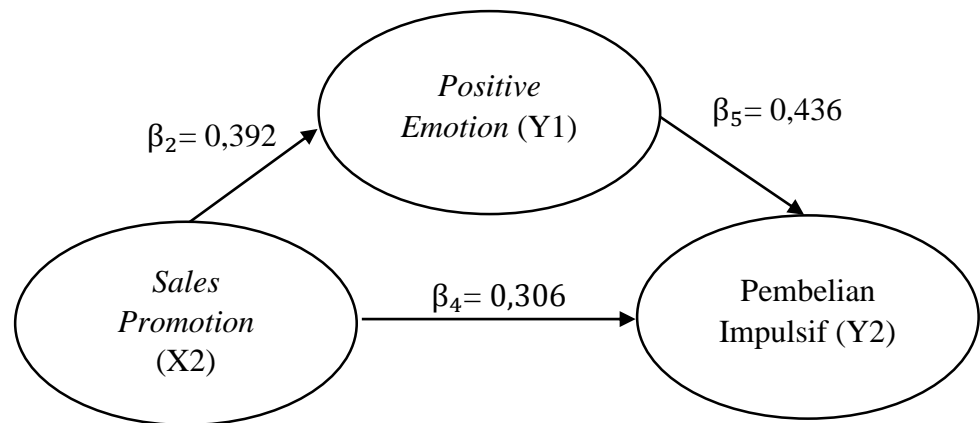 Positive
Emotion (Y1)
β₂= 0,392
β₅= 0,436
Sales
Promotion
(X2)
β₄= 0,306
Pembelian
Impulsif (Y2)